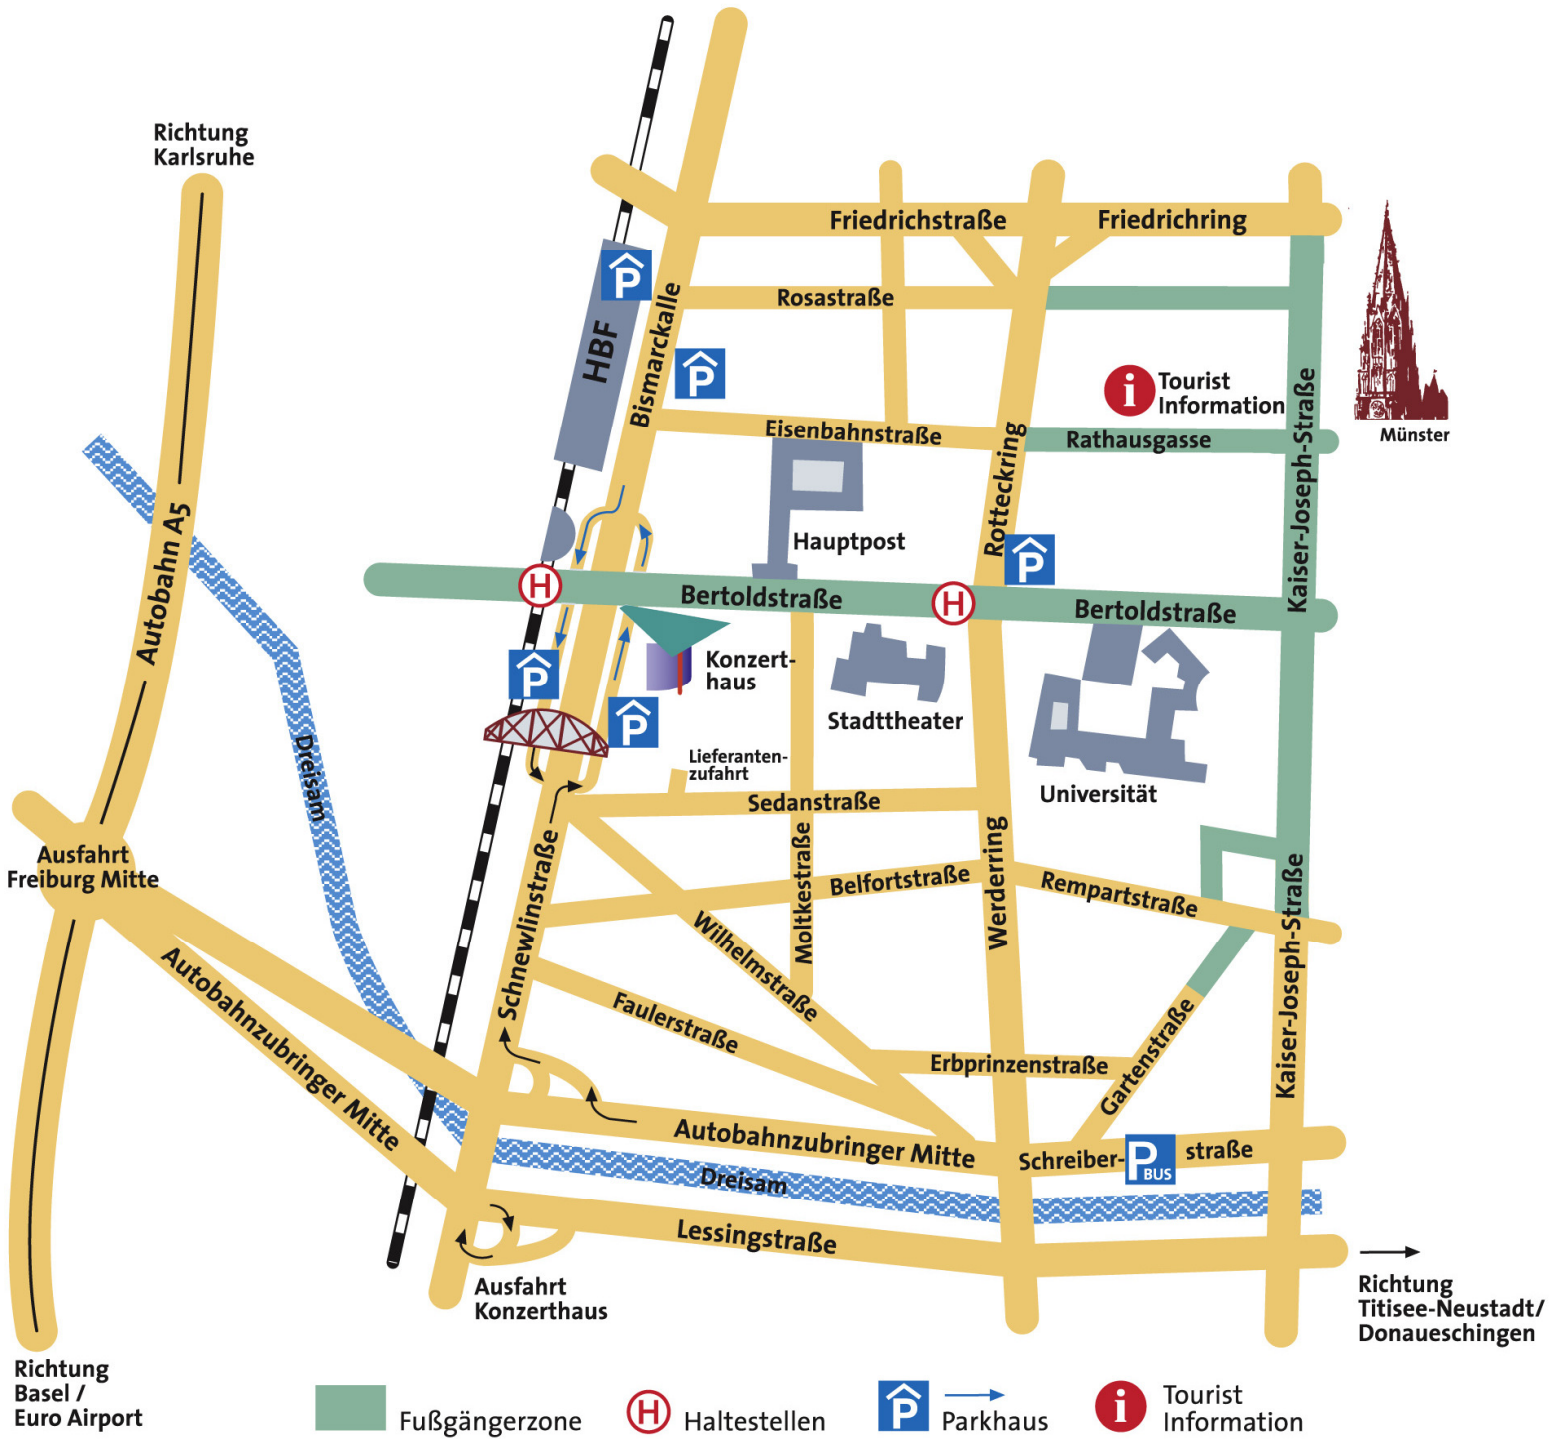 Richtung
Karlsruhe
Friedrichstraße
Friedrichring
P
Rosastraße
HBF
Bismarckalle
P
i
Tourist
Information
Kaiser-Joseph-Straße
Münster
Eisenbahnstraße
Rathausgasse
Rotteckring
Autobahn A5
Hauptpost
P
H
Bertoldstraße
H
Bertoldstraße
P
Konzert-
haus
Stadttheater
P
Universität
Lieferanten-
zufahrt
Dreisam
Sedanstraße
Ausfahrt
Freiburg Mitte
Schnewlinstraße
Moltkestraße
Belfortstraße
Werderring
Rempartstraße
Kaiser-Joseph-Straße
Wilhelmstraße
Autobahnzubringer Mitte
Faulerstraße
Erbprinzenstraße
Gartenstraße
Kaiser-Joseph-Straße
Autobahnzubringer Mitte
Schreiber-
P
BUS
straße
Dreisam
Lessingstraße
Ausfahrt
Konzerthaus
Richtung
Titisee-Neustadt/
Donaueschingen
Richtung
Basel /
Euro Airport
Fußgängerzone
H
Haltestellen
P
Parkhaus
i
Tourist
Information